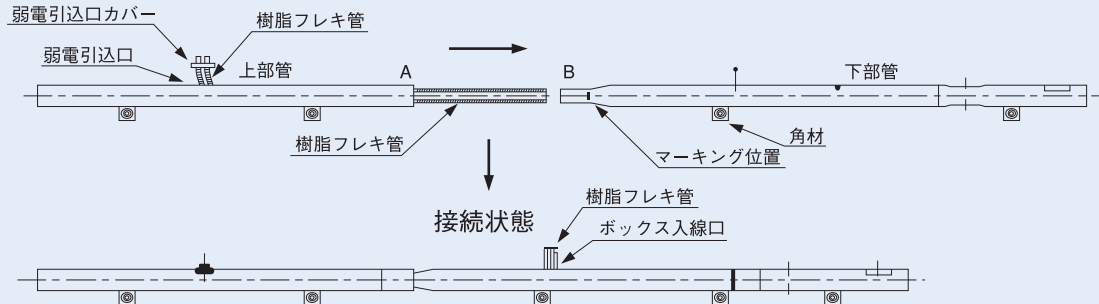 弱電引込口カバー
樹脂フレキ管
弱電引込口
上部管
A
B
下部管
樹脂フレキ管
角材
マーキング位置
接続状態
樹脂フレキ管
ボックス入線口